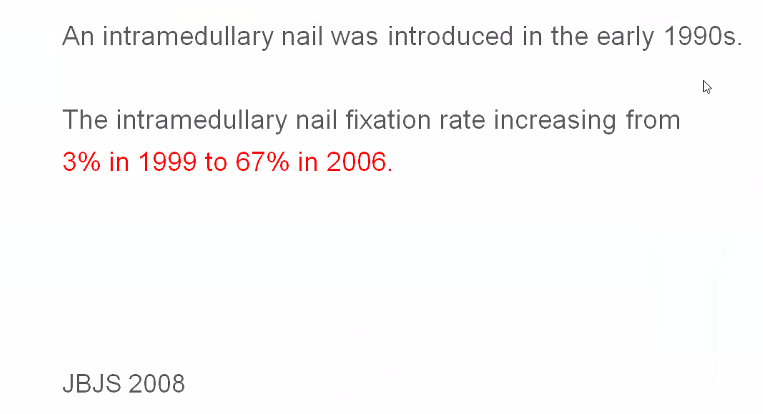 An intramedullary nail was introduced in the early 1990s.
The intramedullary nail fixation rate increasing from
3% in 1999 to 67% in 2006.
JBJS 2008